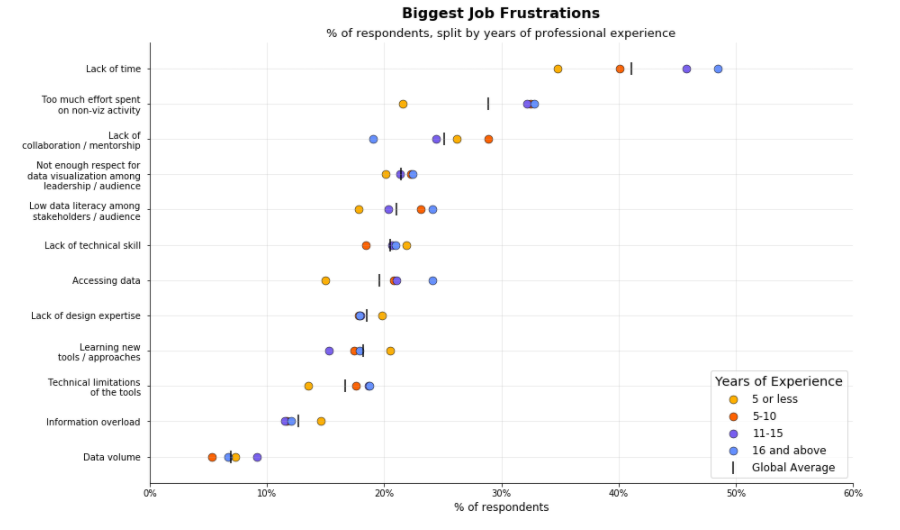 Biggest Job Frustrations
% of respondents, split by years of professional experience
Lack of time
Too much effort spent
on non-viz activity
Lack of
collaboration / mentorship
Not enough respect for
data visualization among
leadership / audience
Low data literacy among
stakeholders / audience
Lack of technical skill
Accessing data
Lack of design expertise
Learning new
tools / approaches
Technical limitations
of the tools
Information overload
Data volume
Years of Experience
5 or less
5-10
11-15
16 and above
Global Average
0%
10%
20%
30%
40%
50%
60%
% of respondents